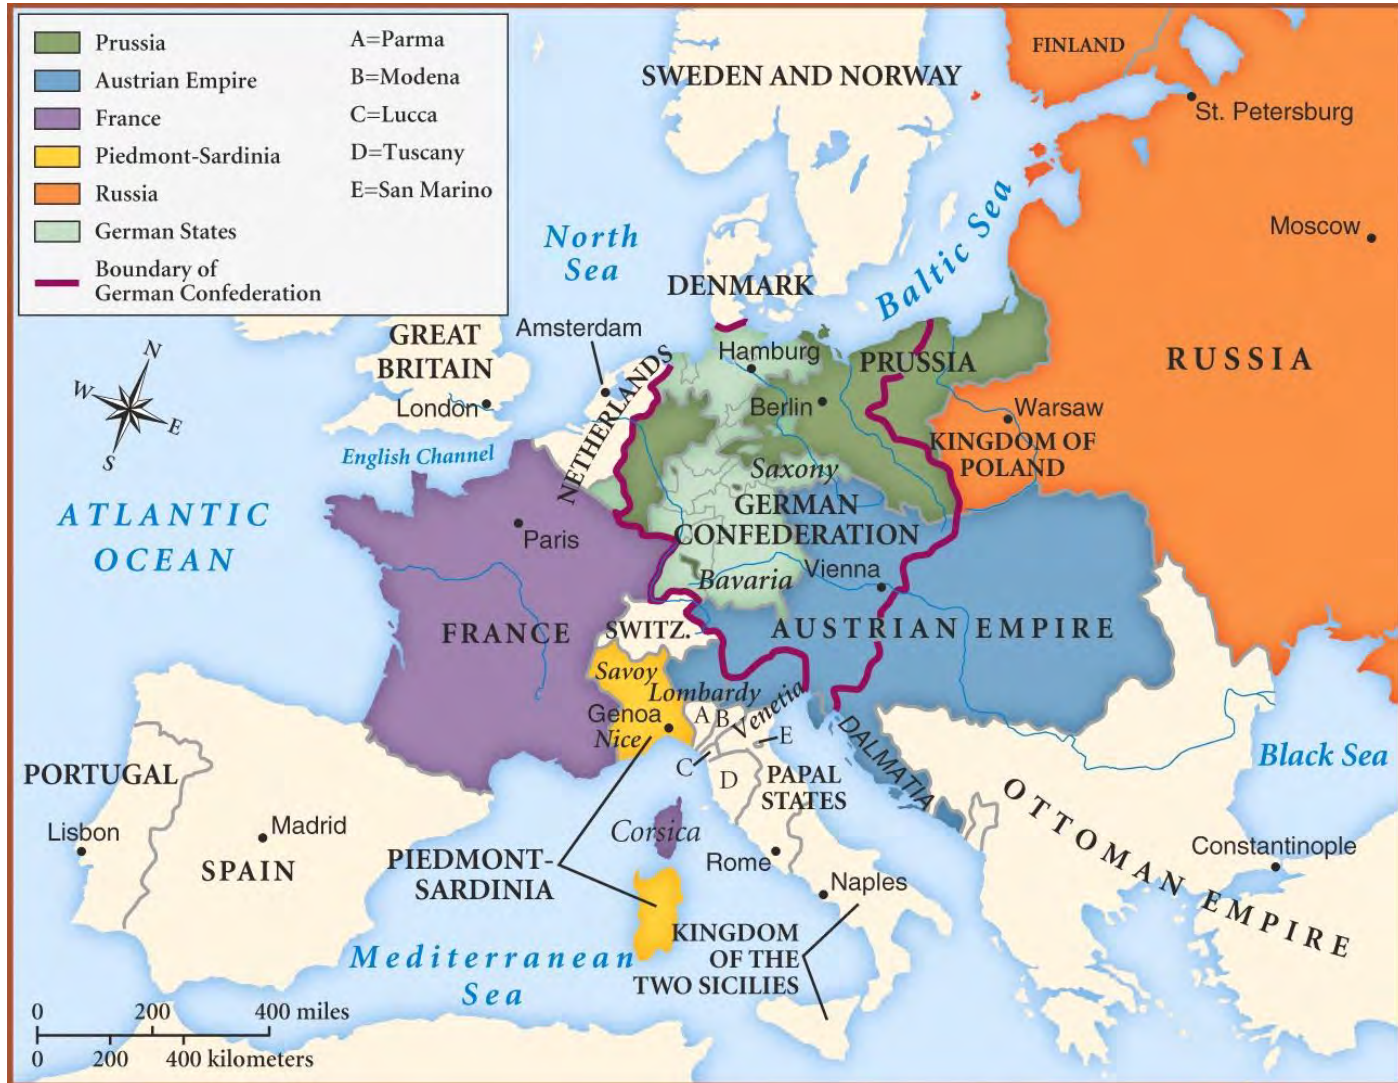 Prussia
Austrian Empire
France
Piedmont-Sardinia
Russia
German States
Boundary of
German Confederation
A=Parma
B=Modena
C=Lucca
D=Tuscany
E=San Marino
FINLAND
SWEDEN AND NORWAY
St. Petersburg
Moscow
North
Sea
Baltic Sea
DENMARK
GREAT
BRITAIN
Amsterdam
Hamburg
PRUSSIA
RUSSIA
N
W
E
S
London
NETHERLANDS
Berlin
Warsaw
KINGDOM OF
POLAND
English Channel
Saxony
ATLANTIC
OCEAN
GERMAN
CONFEDERATION
Paris
Bavaria
Vienna
FRANCE
SWITZ.
AUSTRIAN EMPIRE
Savoy
Lombardy
Venetia
Genoa
Nice
A
B
E
C
D
DALMATIA
Black Sea
PORTUGAL
PAPAL
STATES
OTTOMAN EMPIRE
Lisbon
Madrid
SPAIN
Corsica
PIEDMONT-
SARDINIA
Rome
Naples
Constantinople
KINGDOM
OF THE
TWO SICILIES
Mediterranean
Sea
0 200 400 miles
0 200 400 kilometers